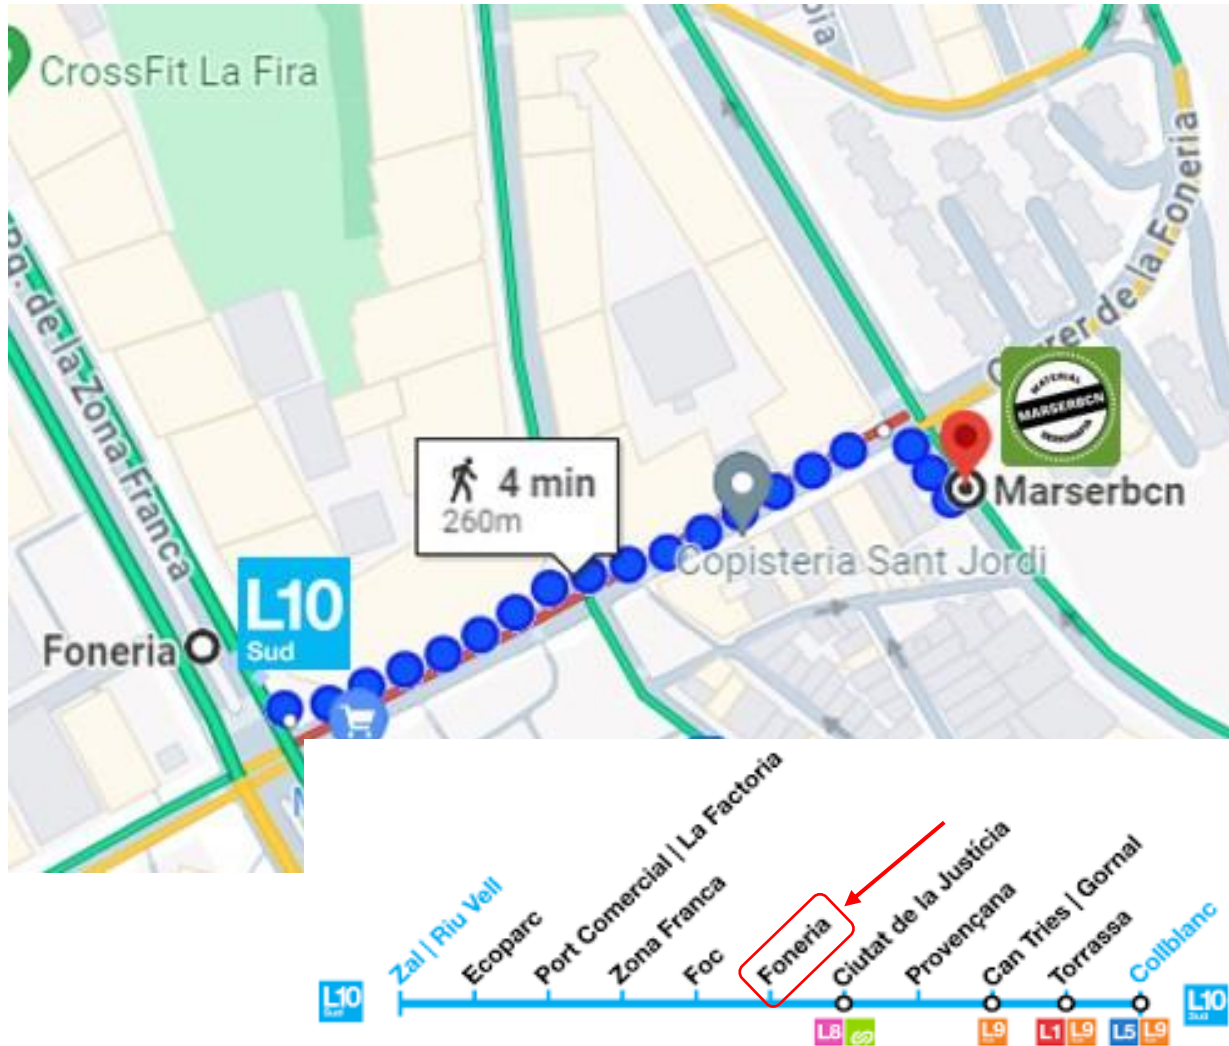 CrossFit La Fira
Pg. de la Zona Franca
Carrer de la Foneria
MATERIAL
MARSERBCN
4 min
260m
Marserbcn
Copisteria Sant Jordi
L10
Sud
Foneria
Zal | Riu Vell
Ecoparc
Port Comercial | La Factoria
Zona Franca
Foc
Foneria
Ciutat de la Justícia
Provençana
Can Tries | Gornal
Torrassa
Collblanc
L10
Sud
L10
Sud
L8
L9
L1 L9
L5 L9